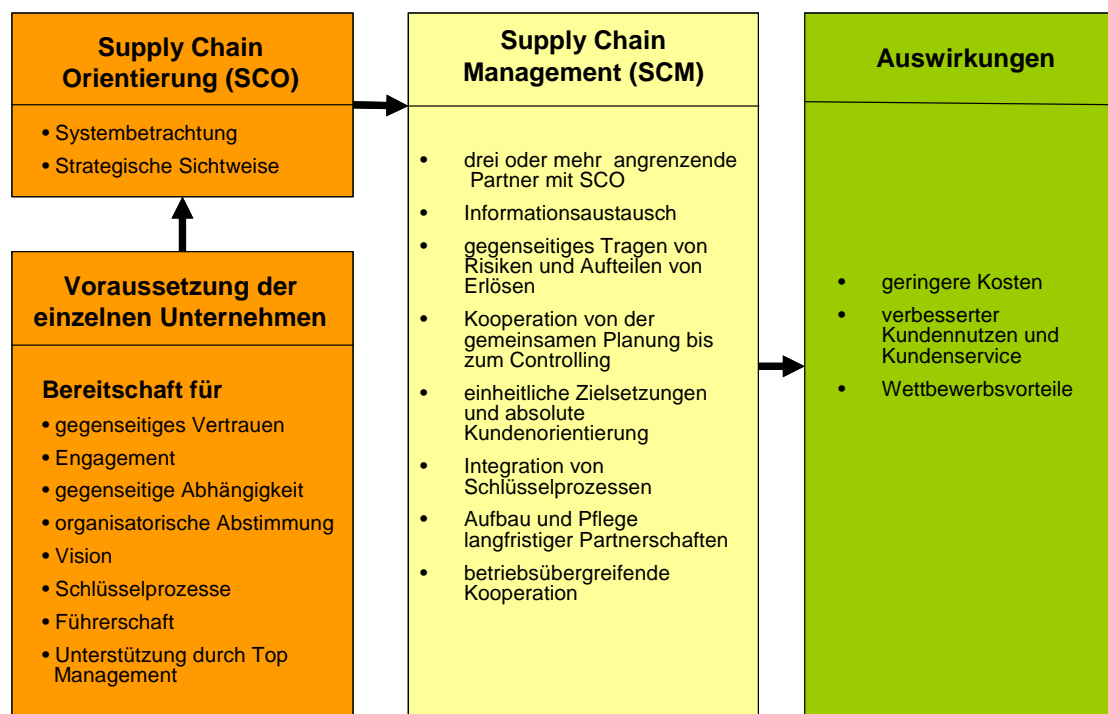 Supply Chain
Orientierung (SCO)
• Systembetrachtung
• Strategische Sichtweise
Voraussetzung der
einzelnen Unternehmen
Bereitschaft für
• gegenseitiges Vertrauen
• Engagement
• gegenseitige Abhängigkeit
• organisatorische Abstimmung
• Vision
• Schlüsselprozesse
• Führerschaft
• Unterstützung durch Top
Management
Supply Chain
Management (SCM)
• drei oder mehr angrenzende
Partner mit SCO
• Informationsaustausch
• gegenseitiges Tragen von
Risiken und Aufteilen von
Erlösen
• Kooperation von der
gemeinsamen Planung bis
zum Controlling
• einheitliche Zielsetzungen
und absolute
Kundenorientierung
• Integration von
Schlüsselprozessen
• Aufbau und Pflege
langfristiger Partnerschaften
• betriebsübergreifende
Kooperation
Auswirkungen
• geringere Kosten
• verbesserter
Kundennutzen und
Kundenservice
• Wettbewerbsvorteile